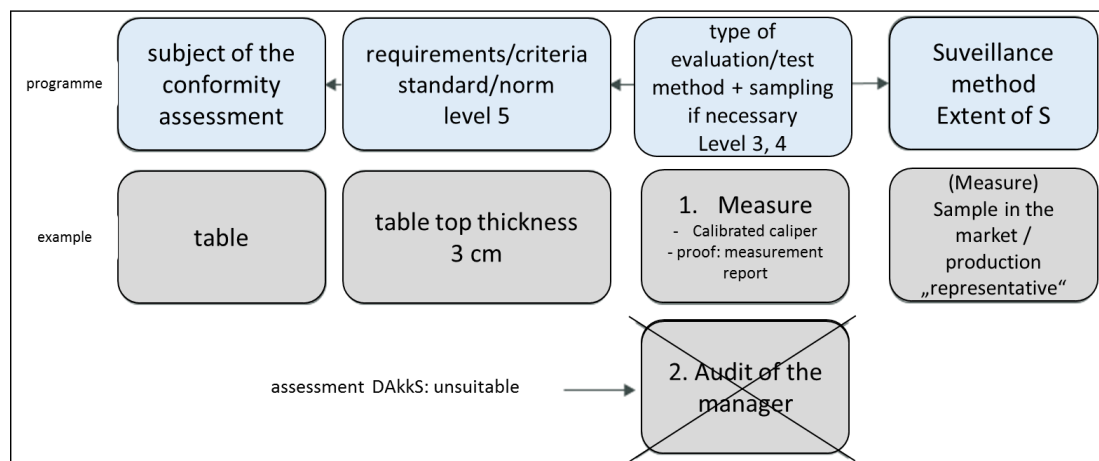 programme
subject of the
conformity
assessment
requirements/criteria
standard/norm
level 5
type of
evaluation/test
method + sampling
if necessary
Level 3, 4
Suveillance
method
Extent of S
example
table
table top thickness
3 cm
1. Measure
- Calibrated caliper
- proof: measurement
report
(Measure)
Sample in the
market /
production
„representative“
assessment DAkkS: unsuitable
2. Audit of the
manager